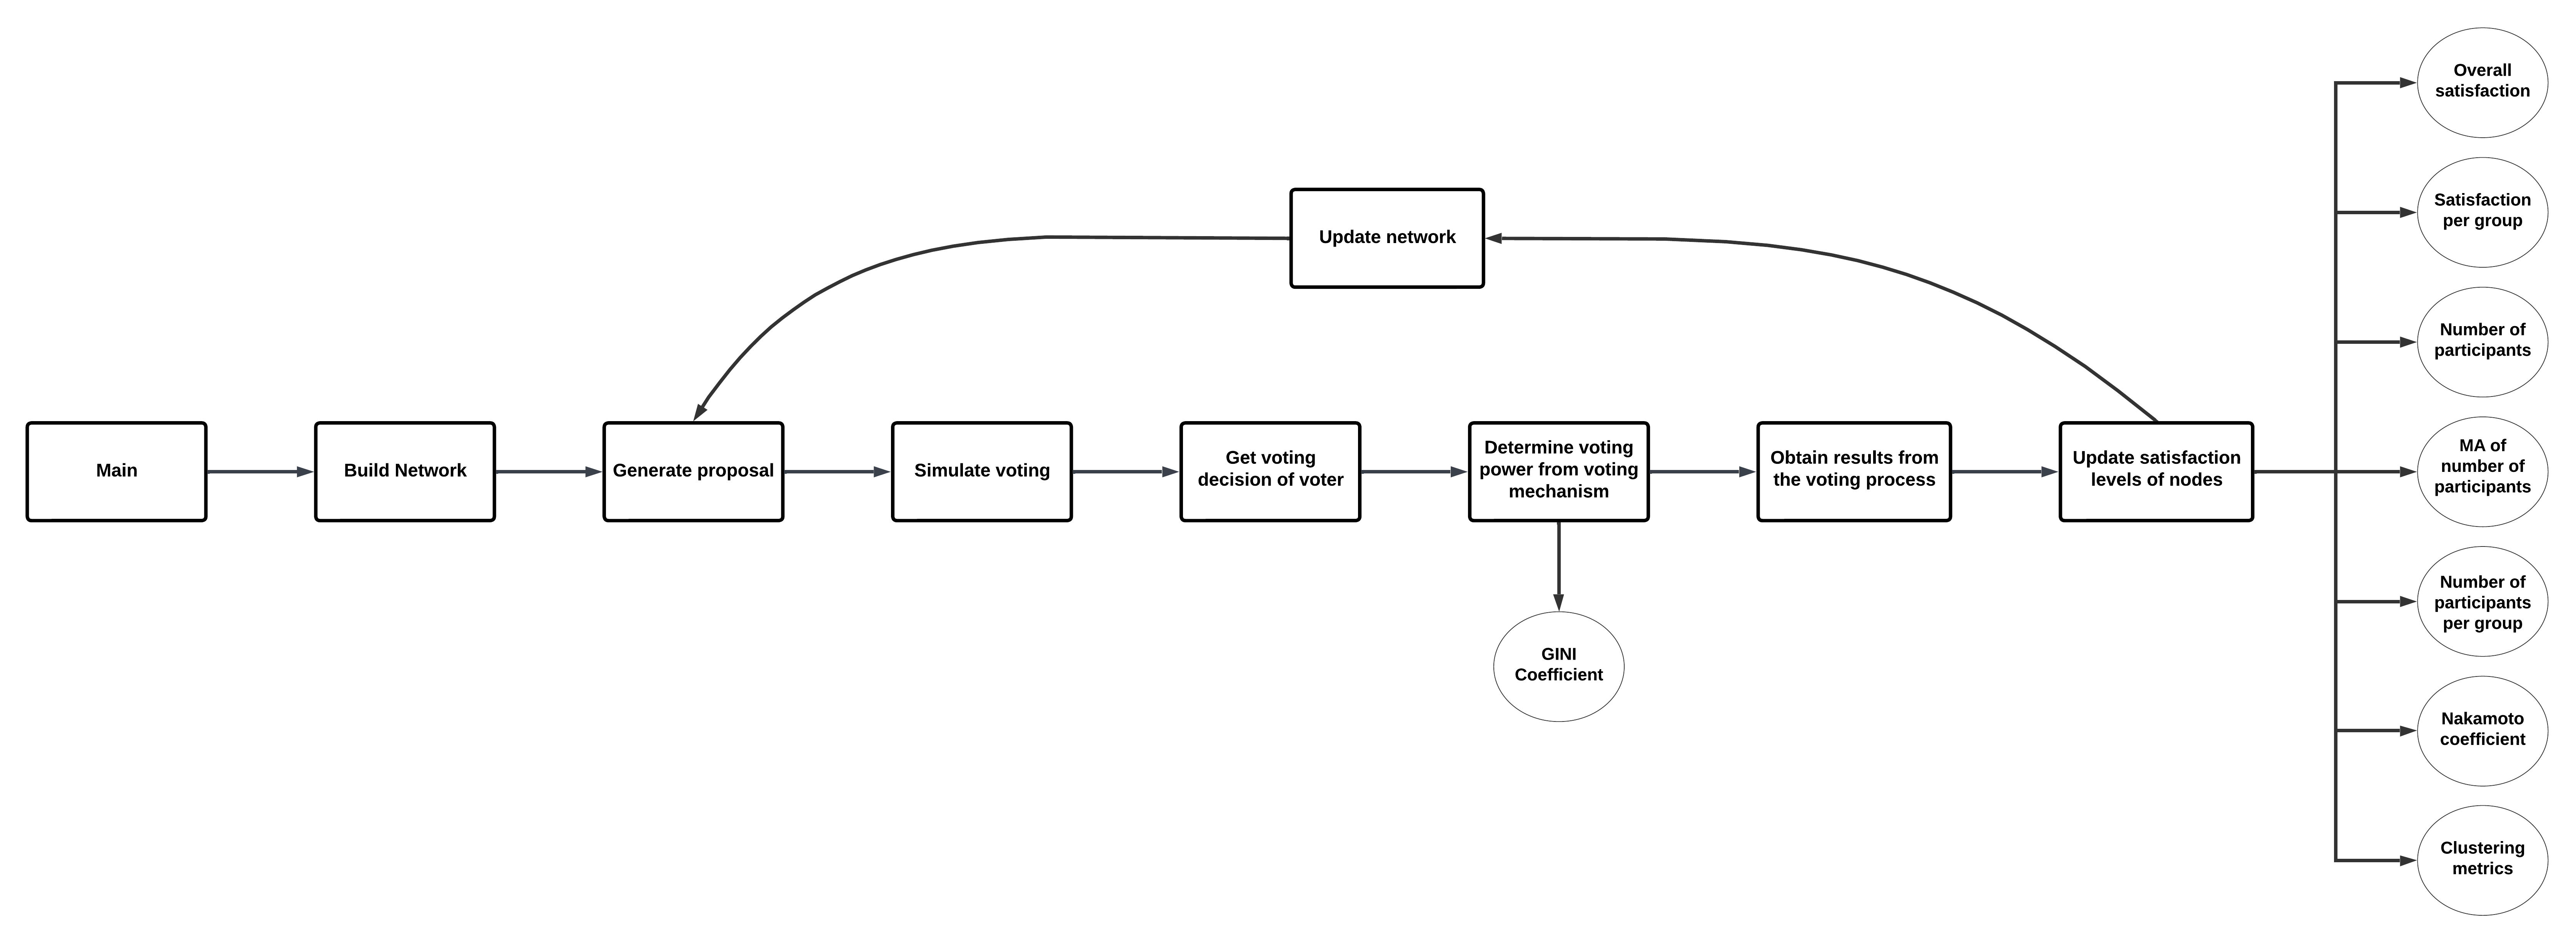 Main
Build Network
Generate proposal
Simulate voting
Get voting
decision of voter
Determine voting
power from voting
mechanism
Obtain results from
the voting process
Update satisfaction
levels of nodes
Update network
GINI
Coefficient
Overall
satisfaction
Satisfaction
per group
Number of
participants
MA of
number of
participants
Number of
participants
per group
Nakamoto
coefficient
Clustering
metrics